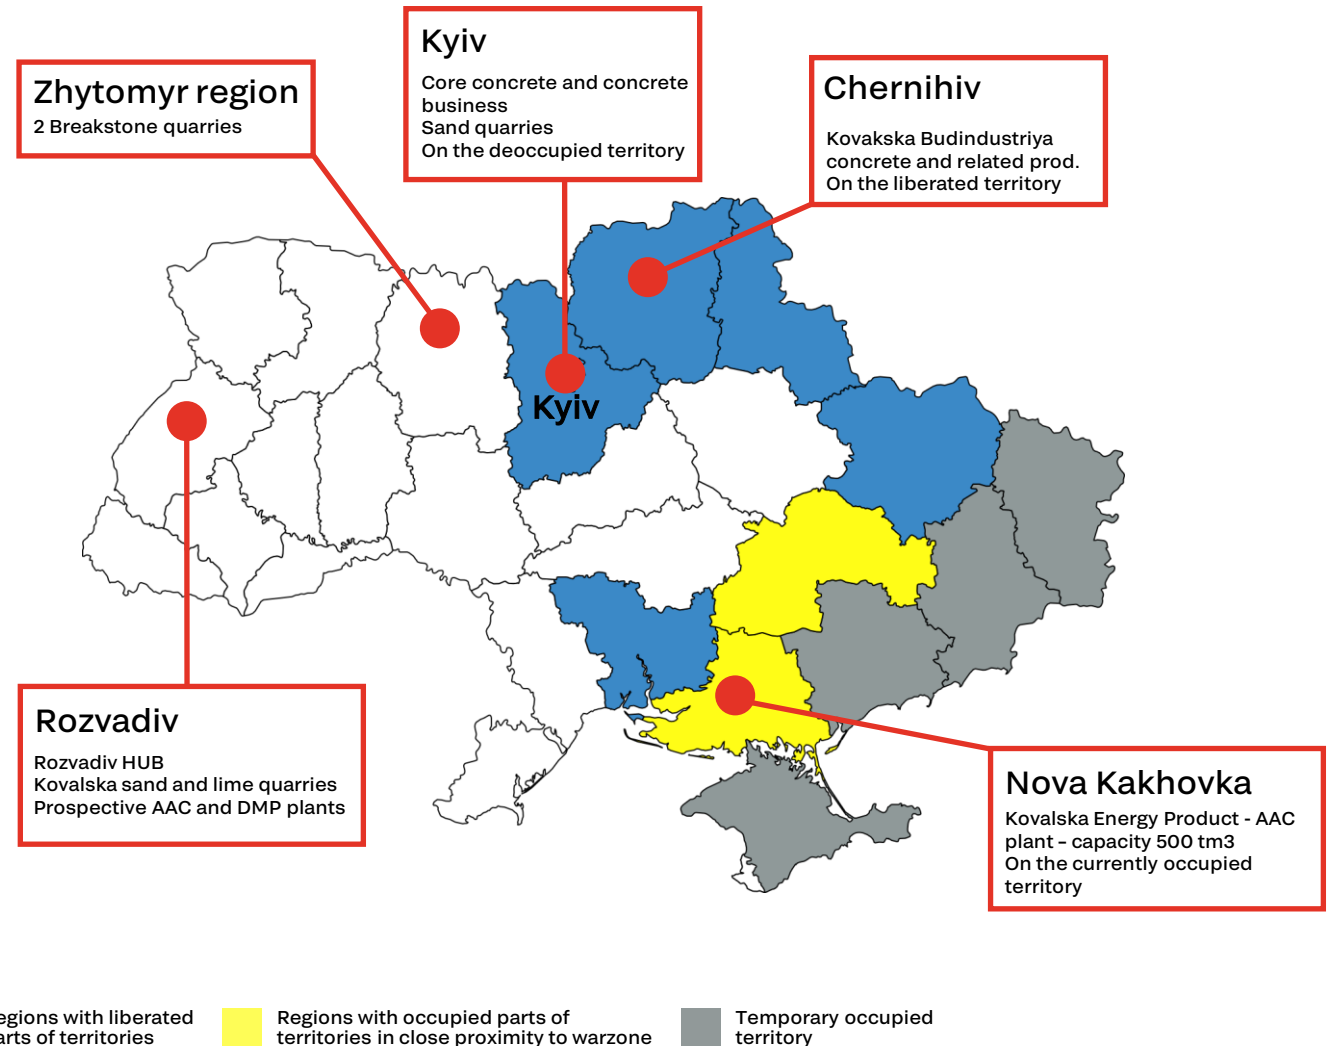 Kyiv
Core concrete and concrete
business
Sand quarries
On the deoccupied territory
Zhytomyr region
2 Breakstone quarries
Chernihiv
Kovakska Budindustriya
concrete and related prod.
On the liberated territory
Kyiv
Rozvadiv
Rozvadiv HUB
Kovalska sand and lime quarries
Prospective AAC and DMP plants
Nova Kakhovka
Kovalska Energy Product - AAC
plant – capacity 500 tm3
On the currently occupied
territory
egions with liberated
arts of territories
Regions with occupied parts of
territories in close proximity to warzone
Temporary occupied
territory